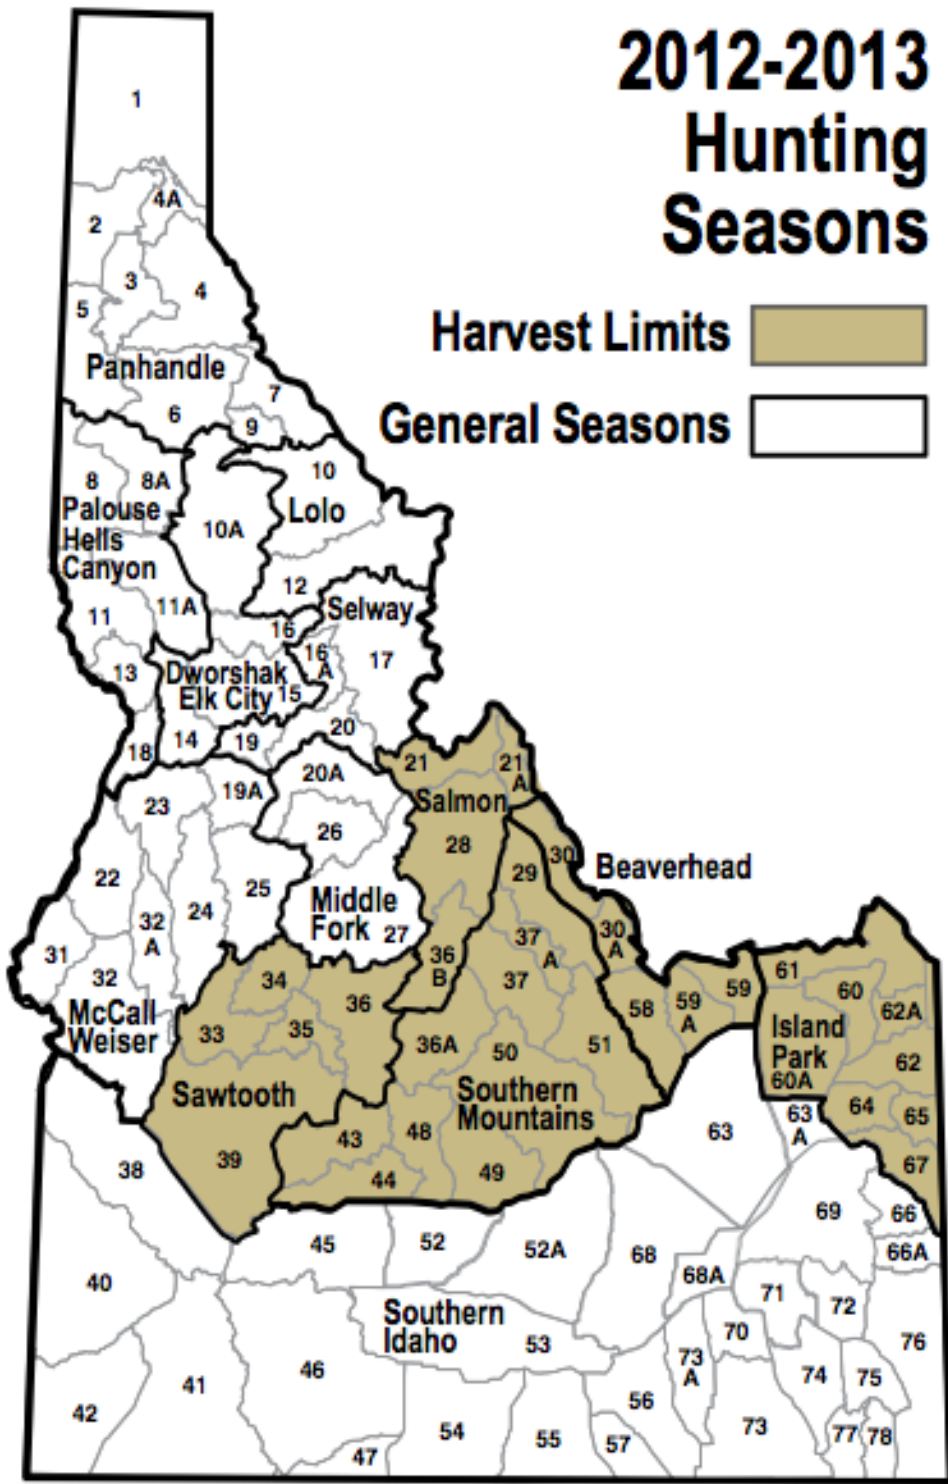 2012-2013
Hunting
Seasons
Harvest Limits
General Seasons
1
4A
2
3
4
5
Panhandle
7
6
9
8
8A
10
Palouse
Hells
Canyon
10A
Lolo
12
11
11A
Selway
16
16
A
17
13
Dworshak
Elk City
15
20
18
14
19
21
21
A
20A
19A
Salmon
23
26
28
30
Beaverhead
29
22
25
Middle
Fork
27
24
32
A
30
A
37
A
31
32
36
B
37
34
36
58
59
A
59
61
60
62A
McCall
Weiser
33
35
36A
50
51
Island
Park
60A
62
Sawtooth
Southern
Mountains
64
65
63
63
A
43
48
39
44
49
67
38
69
66
45
52
52A
68
66A
40
68A
71
72
Southern
Idaho
53
70
76
46
73
A
74
75
41
42
56
54
55
57
73
77
78
47